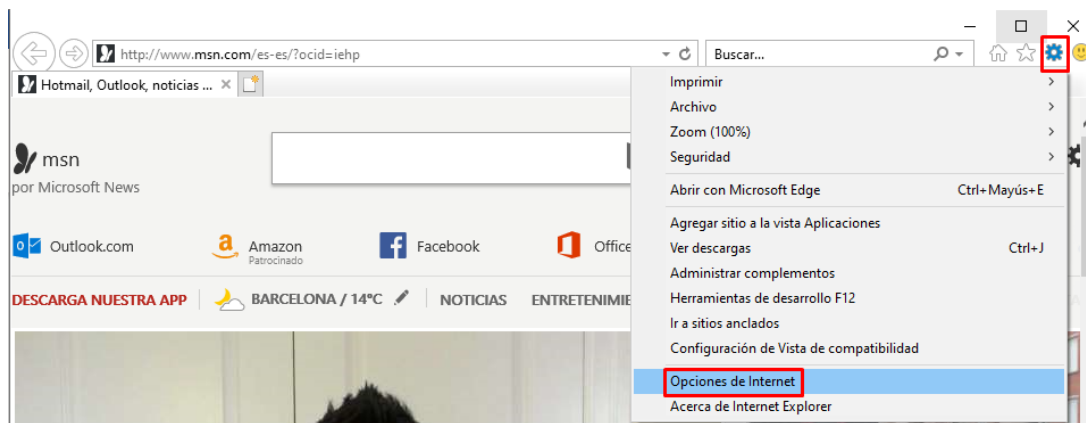 http://www.msn.com/es-es/?ocid=iehp
Buscar...
Hotmail, Outlook, noticias ...
msn
por Microsoft News
Outlook.com
Amazon
Patrocinado
Facebook
Office
DESCARGA NUESTRA APP
BARCELONA / 14°C
NOTICIAS
ENTRETENIMIE
Imprimir
Archivo
Zoom (100%)
Seguridad
Abrir con Microsoft Edge Ctrl+Mayús+E
Agregar sitio a la vista Aplicaciones
Ver descargas Ctrl+J
Administrar complementos
Herramientas de desarrollo F12
Ir a sitios anclados
Configuración de Vista de compatibilidad
Opciones de Internet
Acerca de Internet Explorer